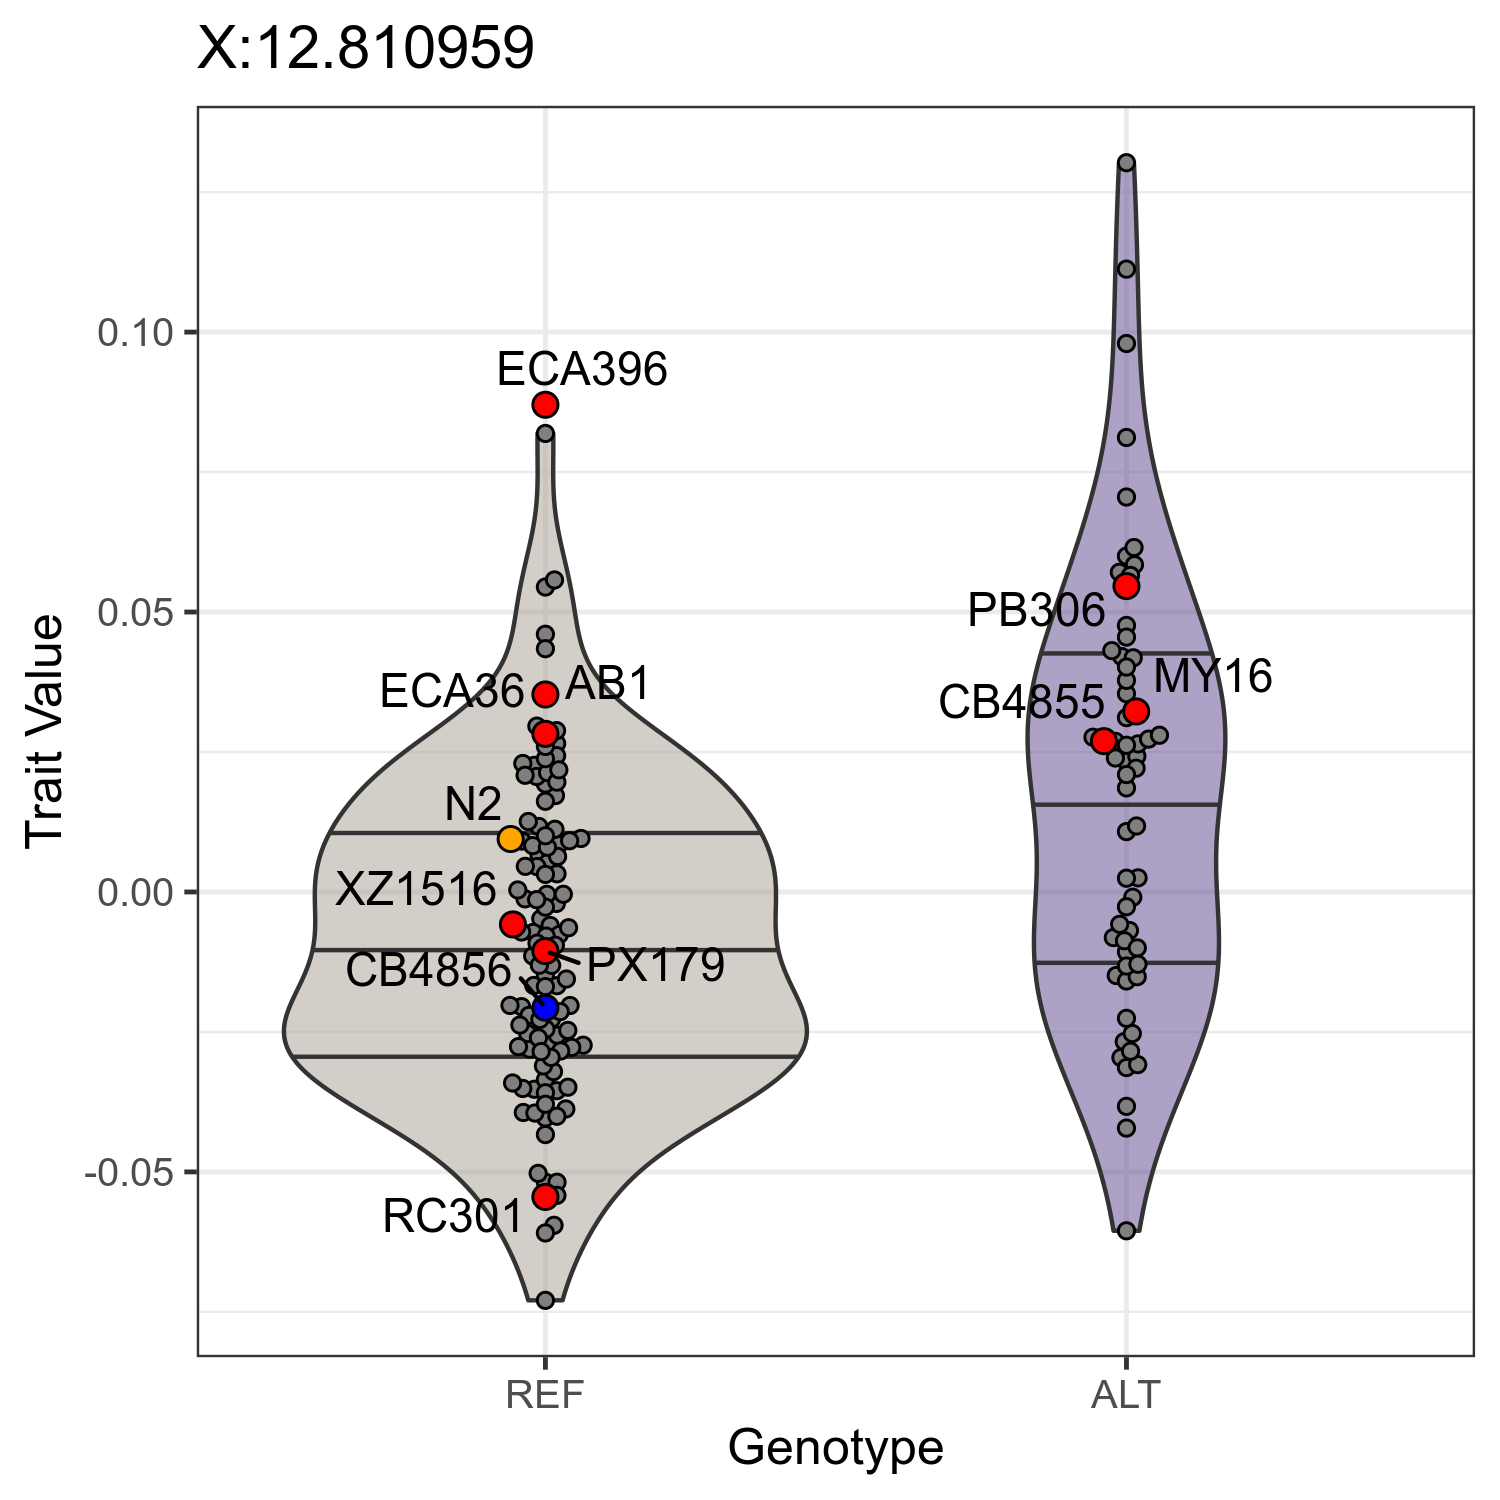 X:12.810959
Trait Value
0.10
0.05
0.00
-0.05
ECA396
ECA36
AB1
N2
XZ1516
CB4856
PX179
RC301
PB306
MY16
CB4855
REF
ALT
Genotype